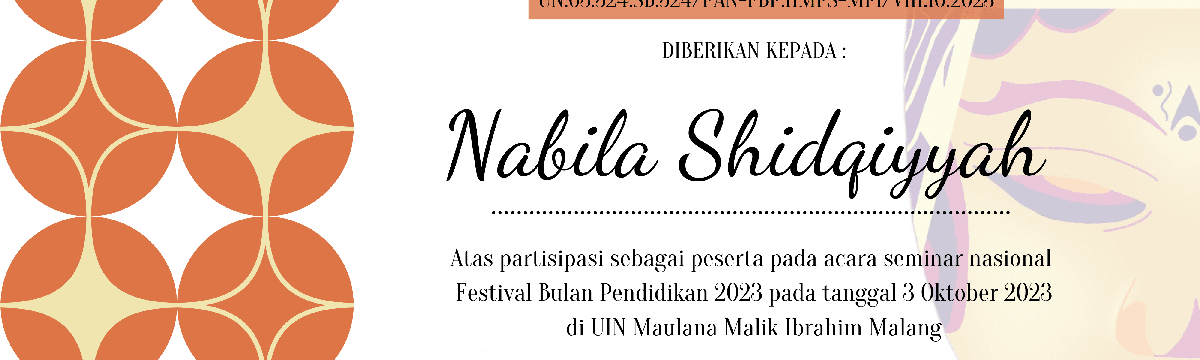 DIBERIKAN KEPADA :
Nabila Shidqiyyah
Atas partisipasi sebagai peserta pada acara seminar nasional
Festival Bulan Pendidikan 2023 pada tanggal 3 Oktober 2023
di UIN Maulana Malik Ibrahim Malang